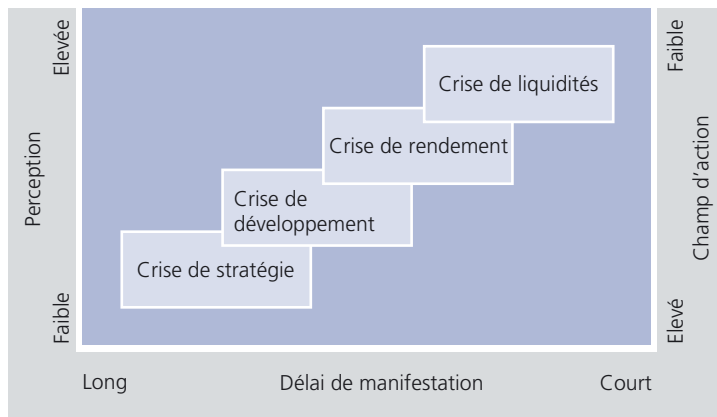 Elevée
Perception
Faible
Crise de liquidités
Crise de rendement
Crise de
développement
Crise de stratégie
Faible
Champ d’action
Elevé
Long
Délai de manifestation
Court